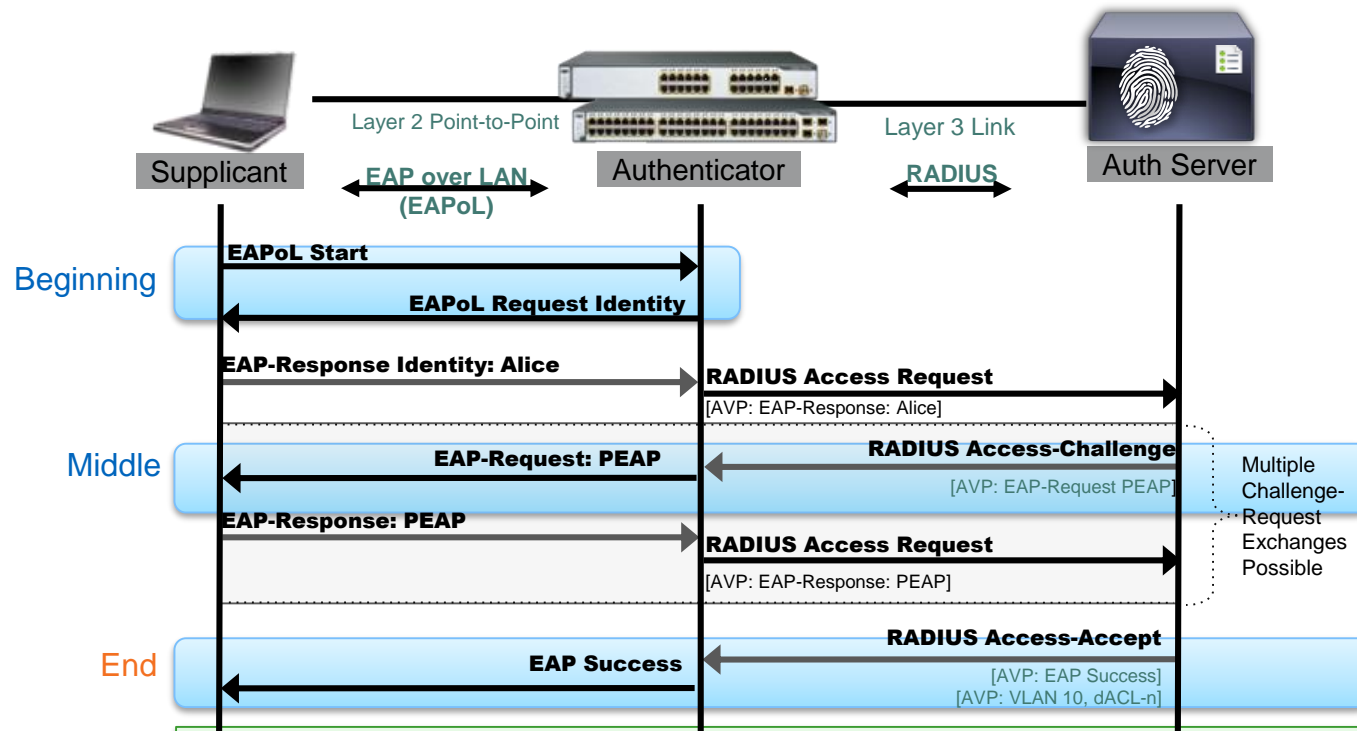 Layer 2 Point-to-Point
Layer 3 Link
Supplicant
Authenticator
Auth Server
EAP over LAN
(EAPoL)
RADIUS
Beginning
EAPoL Start
EAPoL Request Identity
EAP-Response Identity: Alice
RADIUS Access Request
[AVP: EAP-Response: Alice]
Middle
RADIUS Access-Challenge
EAP-Request: PEAP
[AVP: EAP-Request PEAP]
Multiple
Challenge-
Request
Exchanges
Possible
EAP-Response: PEAP
RADIUS Access Request
[AVP: EAP-Response: PEAP]
End
RADIUS Access-Accept
EAP Success
[AVP: EAP Success]
[AVP: VLAN 10, dACL-n]